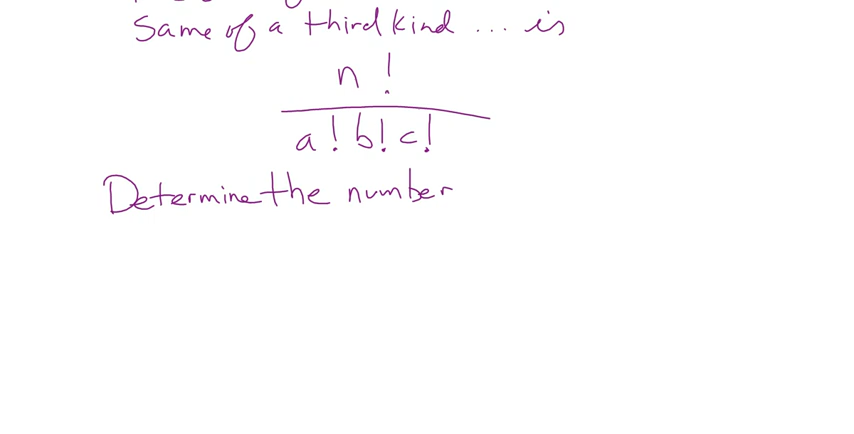 Same of a third kind ... is
n!
a! b! c!
Determine the number